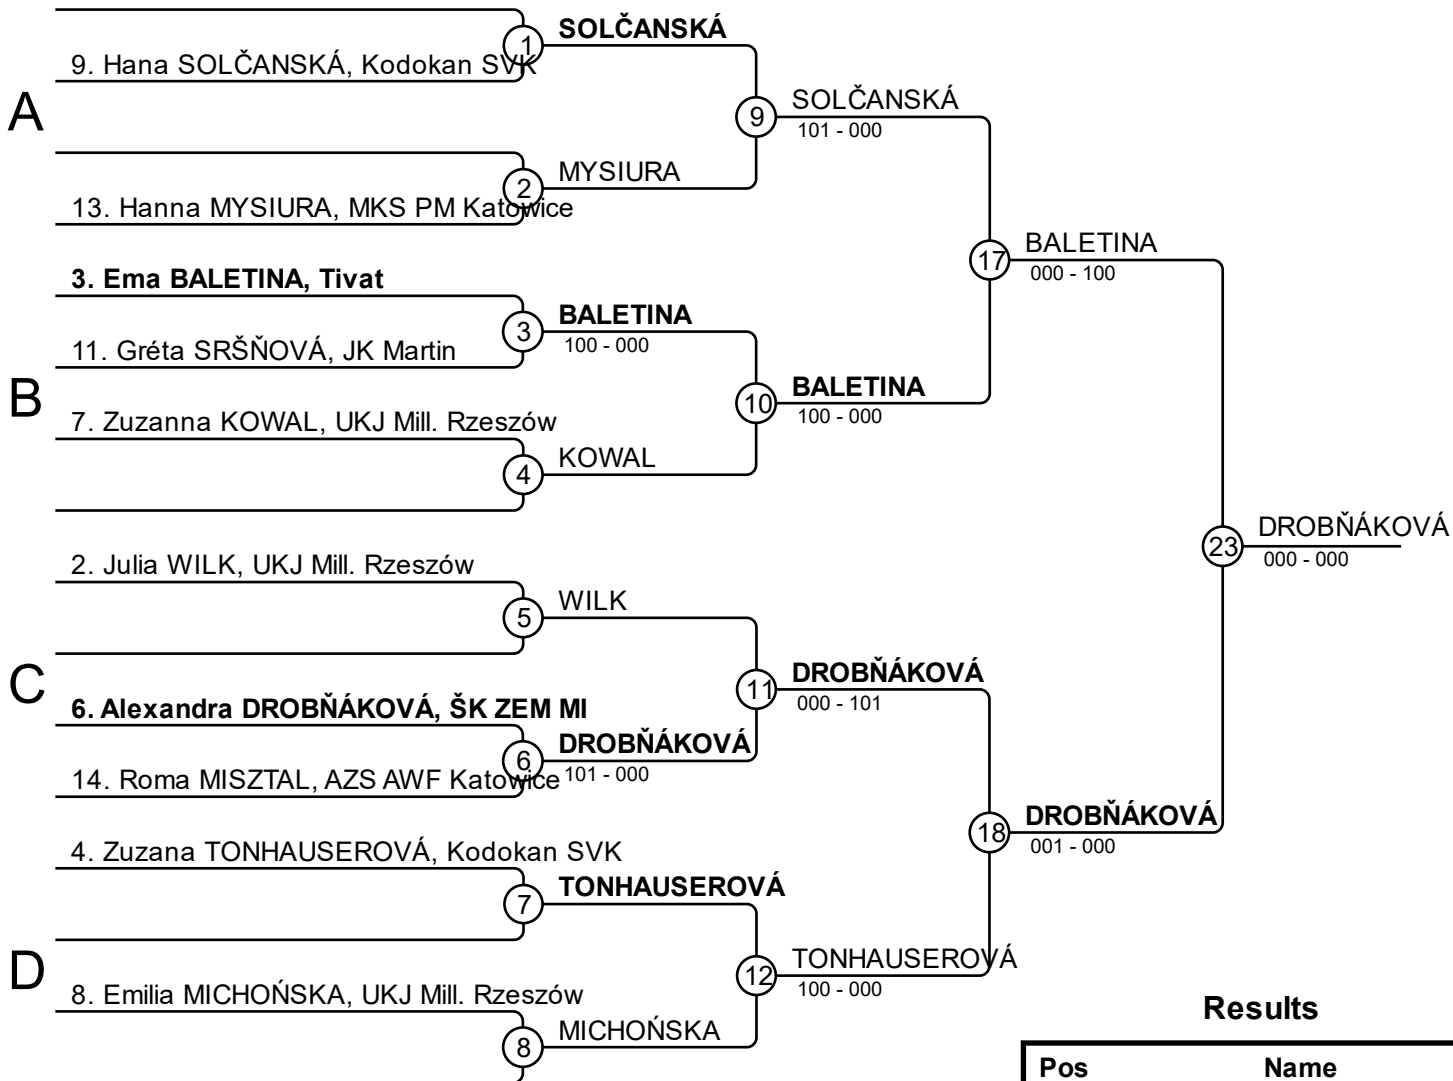 SOLČANSKÁ
1
9. Hana SOLČANSKÁ, Kodokan SVK
A
SOLČANSKÁ
9
101 - 000
MYSIURA
2
13. Hanna MYSIURA, MKS PM Katowice
BALETINA
17
000 - 100
3. Ema BALETINA, Tivat
BALETINA
3
100 - 000
11. Gréta SRŠŇOVÁ, JK Martin
B
BALETINA
10
100 - 000
7. Zuzanna KOWAL, UKJ Mill. Rzeszów
KOWAL
4
DROBŇÁKOVÁ
23
000 - 000
2. Julia WILK, UKJ Mill. Rzeszów
WILK
5
C
DROBŇÁKOVÁ
11
000 - 101
6. Alexandra DROBŇÁKOVÁ, ŠK ZEM MI
DROBŇÁKOVÁ
6
101 - 000
14. Roma MISZTAL, AZS AWF Katowice
DROBŇÁKOVÁ
18
001 - 000
4. Zuzana TONHAUSEROVÁ, Kodokan SVK
TONHAUSEROVÁ
7
D
TONHAUSEROVÁ
12
100 - 000
8. Emilia MICHOŃSKA, UKJ Mill. Rzeszów
MICHOŃSKA
8
Results
Pos Name